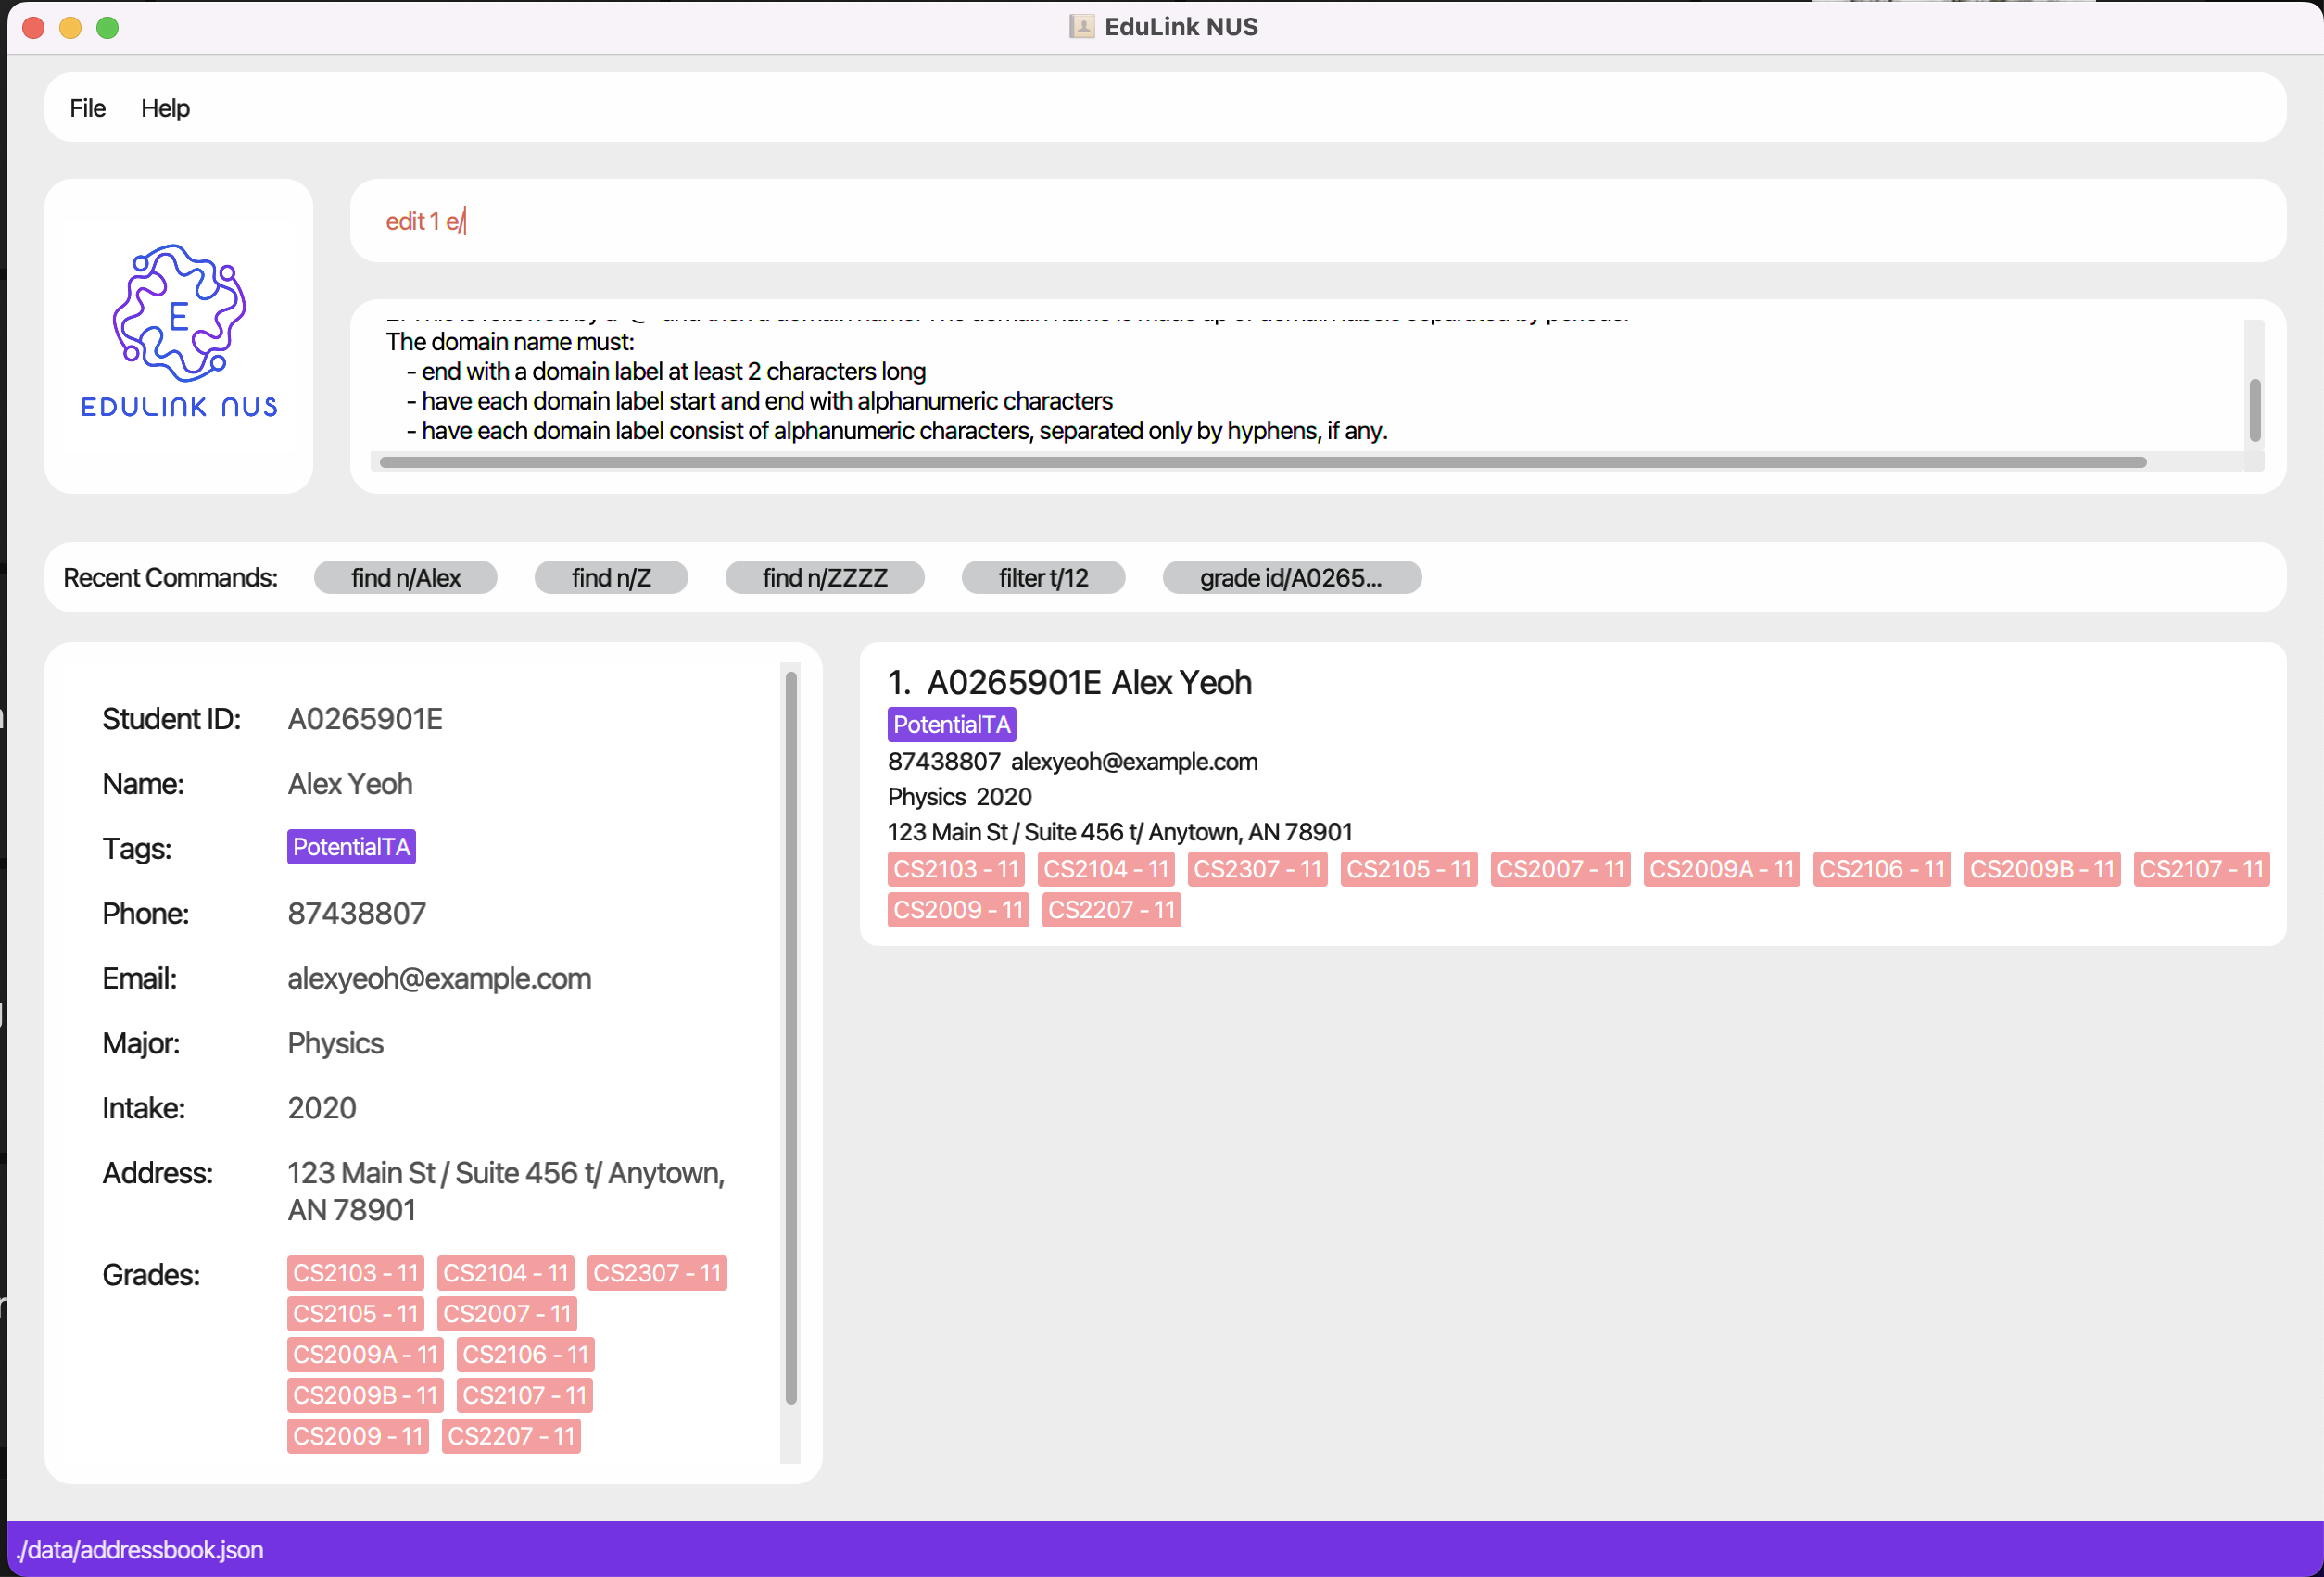 EduLink NUS
File Help
E
EDULINK NUS
edit 1 e/
The domain name must:
- end with a domain label at least 2 characters long
- have each domain label start and end with alphanumeric characters
- have each domain label consist of alphanumeric characters, separated only by hyphens, if any.
Recent Commands: find n/Alex find n/Z find n/ZZZZ filter t/12 grade id/A0265...
Student ID: A0265901E
Name: Alex Yeoh
Tags: PotentialTA
Phone: 87438807
Email: alexyeoh@example.com
Major: Physics
Intake: 2020
Address: 123 Main St / Suite 456 t/ Anytown,
AN 78901
Grades: CS2103 - 11 CS2104 - 11 CS2307 - 11
CS2105 - 11 CS2007 - 11
CS2009A - 11 CS2106 - 11
CS2009B - 11 CS2107 - 11
CS2009 - 11 CS2207 - 11
1. A0265901E Alex Yeoh
PotentialTA
87438807 alexyeoh@example.com
Physics 2020
123 Main St / Suite 456 t/ Anytown, AN 78901
CS2103 - 11 CS2104 - 11 CS2307 - 11 CS2105 - 11 CS2007 - 11 CS2009A - 11 CS2106 - 11 CS2009B - 11 CS2107 - 11
CS2009 - 11 CS2207 - 11
./data/addressbook.json